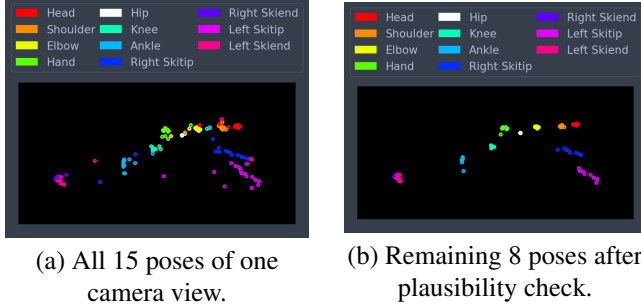 Head Hip Right Skiend
Shoulder Knee Left Skitip
Elbow Ankle Left Skiend
Hand Right Skitip
Head Hip Right Skiend
Shoulder Knee Left Skitip
Elbow Ankle Left Skiend
Hand Right Skitip
(a) All 15 poses of one
camera view.
(b) Remaining 8 poses after
plausibility check.